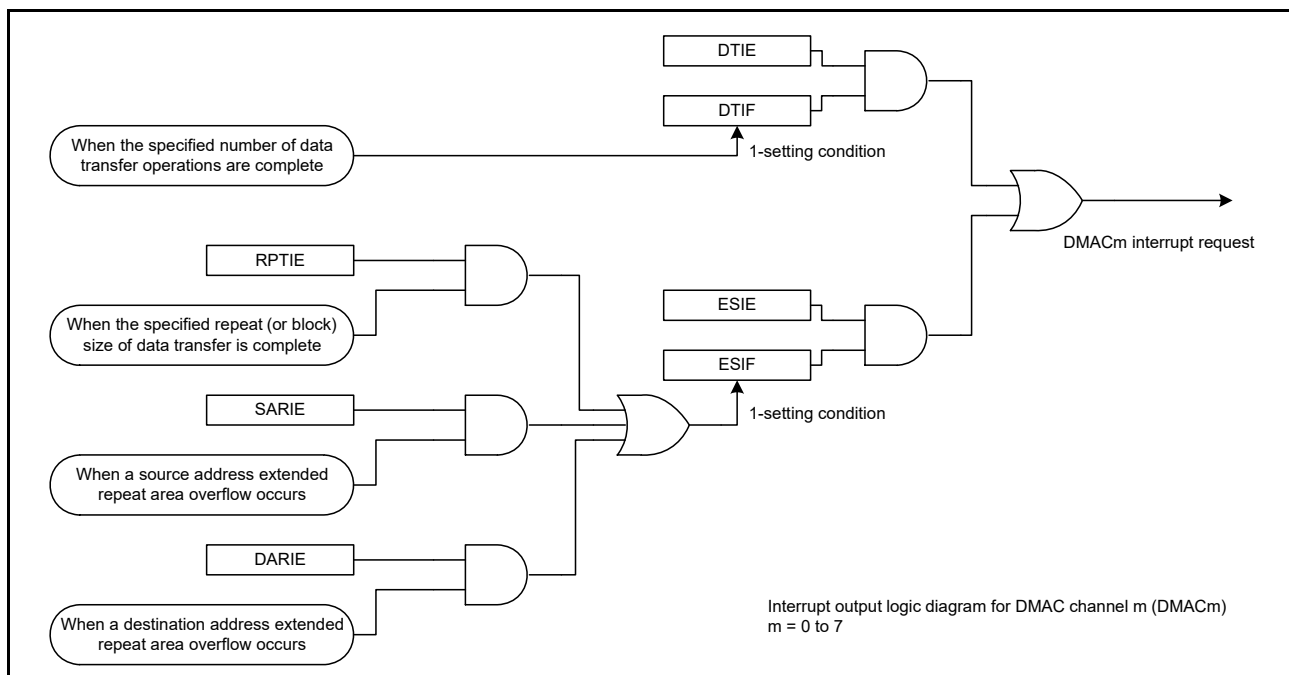 DTIE
DTIF
When the specified number of data
transfer operations are complete
1-setting condition
DMACm interrupt request
RPTIE
When the specified repeat (or block)
size of data transfer is complete
ESIE
ESIF
1-setting condition
SARIE
When a source address extended
repeat area overflow occurs
DARIE
When a destination address extended
repeat area overflow occurs
Interrupt output logic diagram for DMAC channel m (DMACm)
m = 0 to 7